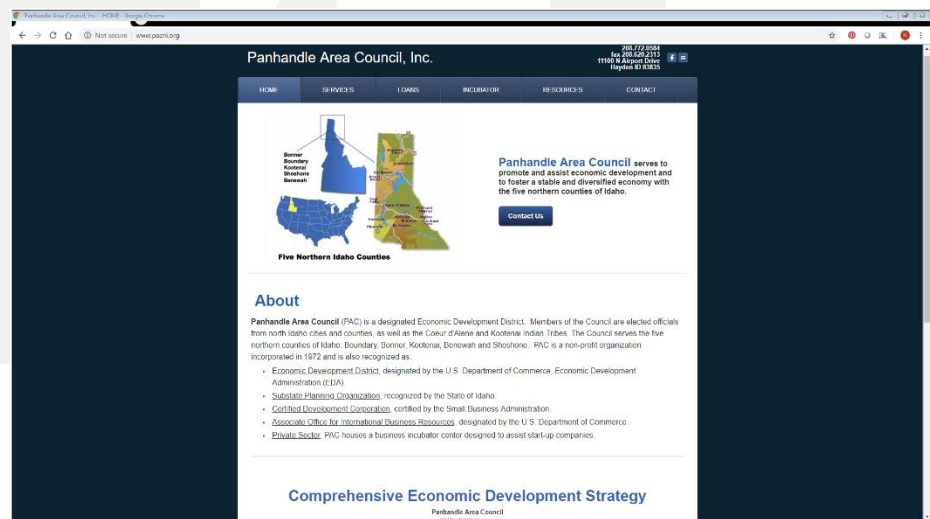 Panhandle Area Council, Inc. - HOME - Google Chrome
Not secure | www.pacni.org
Panhandle Area Council, Inc.
208.772.0584
fax 208.620.2313
11100 N Airport Drive
Hayden ID 83835
HOME SERVICES LOANS INCUBATOR RESOURCES CONTACT
Bonner
Boundary
Kootenai
Shoshone
Benewah
Five Northern Idaho Counties
Panhandle Area Council serves to
promote and assist economic development and
to foster a stable and diversified economy with
the five northern counties of Idaho.
Contact Us
About
Panhandle Area Council (PAC) is a designated Economic Development District. Members of the Council are elected officials
from north Idaho cities and counties, as well as the Coeur d'Alene and Kootenai Indian Tribes. The Council serves the five
northern counties of Idaho: Boundary, Bonner, Kootenai, Benewah and Shoshone. PAC is a non-profit organization
incorporated in 1972 and is also recognized as:
Economic Development District, designated by the U.S. Department of Commerce, Economic Development
Administration (EDA).
Substate Planning Organization, recognized by the State of Idaho.
Certified Development Corporation, certified by the Small Business Administration.
Associate Office for International Business Resources, designated by the U.S. Department of Commerce.
Private Sector, PAC houses a business incubator center designed to assist start-up companies.
Comprehensive Economic Development Strategy
Panhandle Area Council